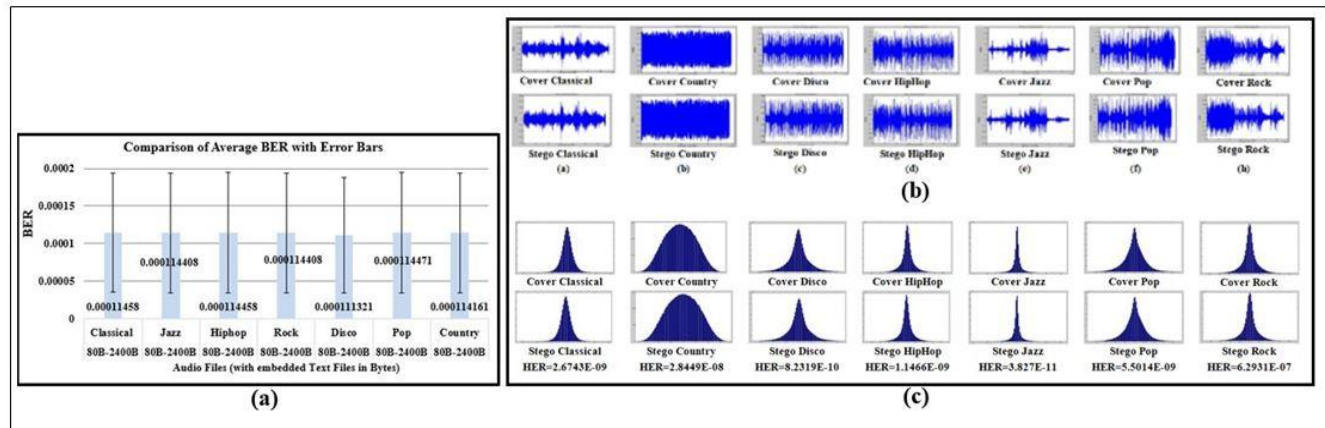 Comparison of Average BER with Error Bars
0.0002
0.00015
0.0001
0.00005
0
BER
0.00011458
0.000114408
0.000114458
0.000114408
0.000111321
0.000114471
0.000114161
Classical Jazz Hiphop Rock Disco Pop Country
80B-2400B 80B-2400B 80B-2400B 80B-2400B 80B-2400B 80B-2400B 80B-2400B
Audio Files (with embedded Text Files in Bytes)
(a)
Cover Classical Cover Country Cover Disco Cover HipHop Cover Jazz Cover Pop Cover Rock
Stego Classical Stego Country Stego Disco Stego HipHop Stego Jazz Stego Pop Stego Rock
(a) (b) (c) (d) (e) (f) (h)
(b)
Cover Classical Cover Country Cover Disco Cover HipHop Cover Jazz Cover Pop Cover Rock
Stego Classical Stego Country Stego Disco Stego HipHop Stego Jazz Stego Pop Stego Rock
HER=2.6743E-09 HER=2.8449E-08 HER=8.2319E-10 HER=1.1466E-09 HER=3.827E-11 HER=5.5014E-09 HER=6.2931E-07
(c)